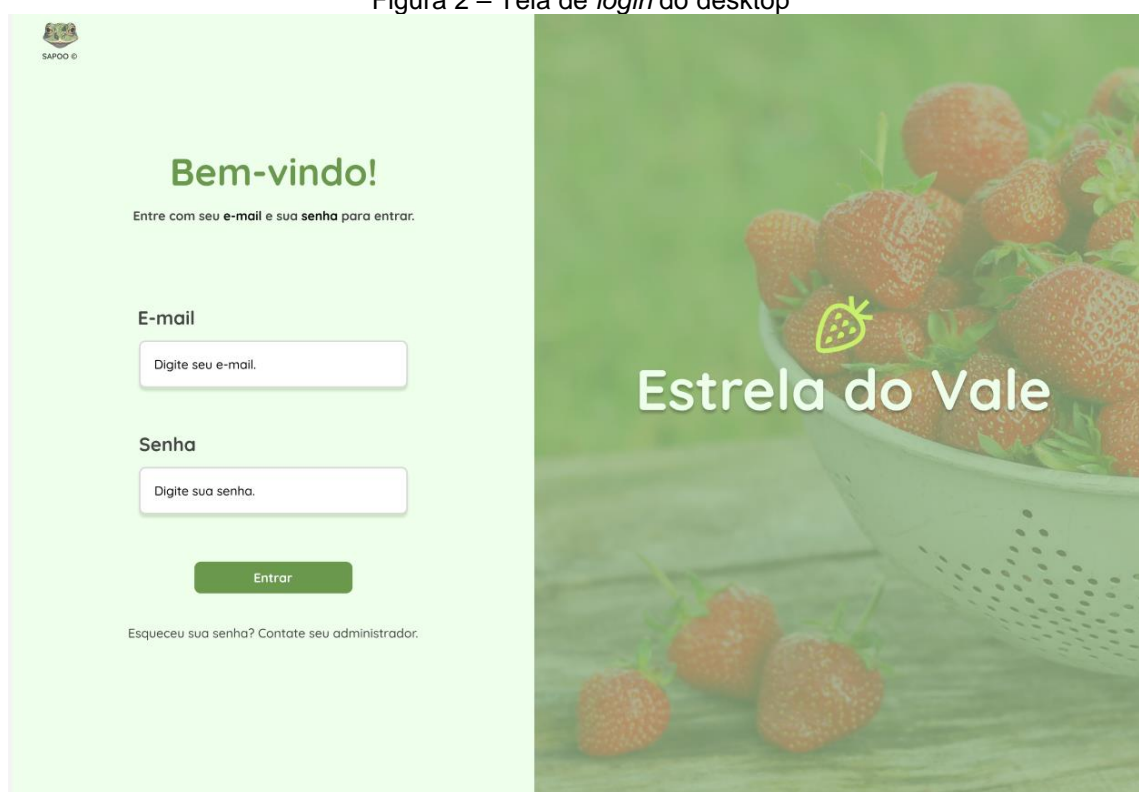 Figura 2 – Tela de login do desktop
SAPOO ©
Bem-vindo!
Entre com seu e-mail e sua senha para entrar.
E-mail
Digite seu e-mail.
Senha
Digite sua senha.
Entrar
Esqueceu sua senha? Contate seu administrador.
Estrela do Vale